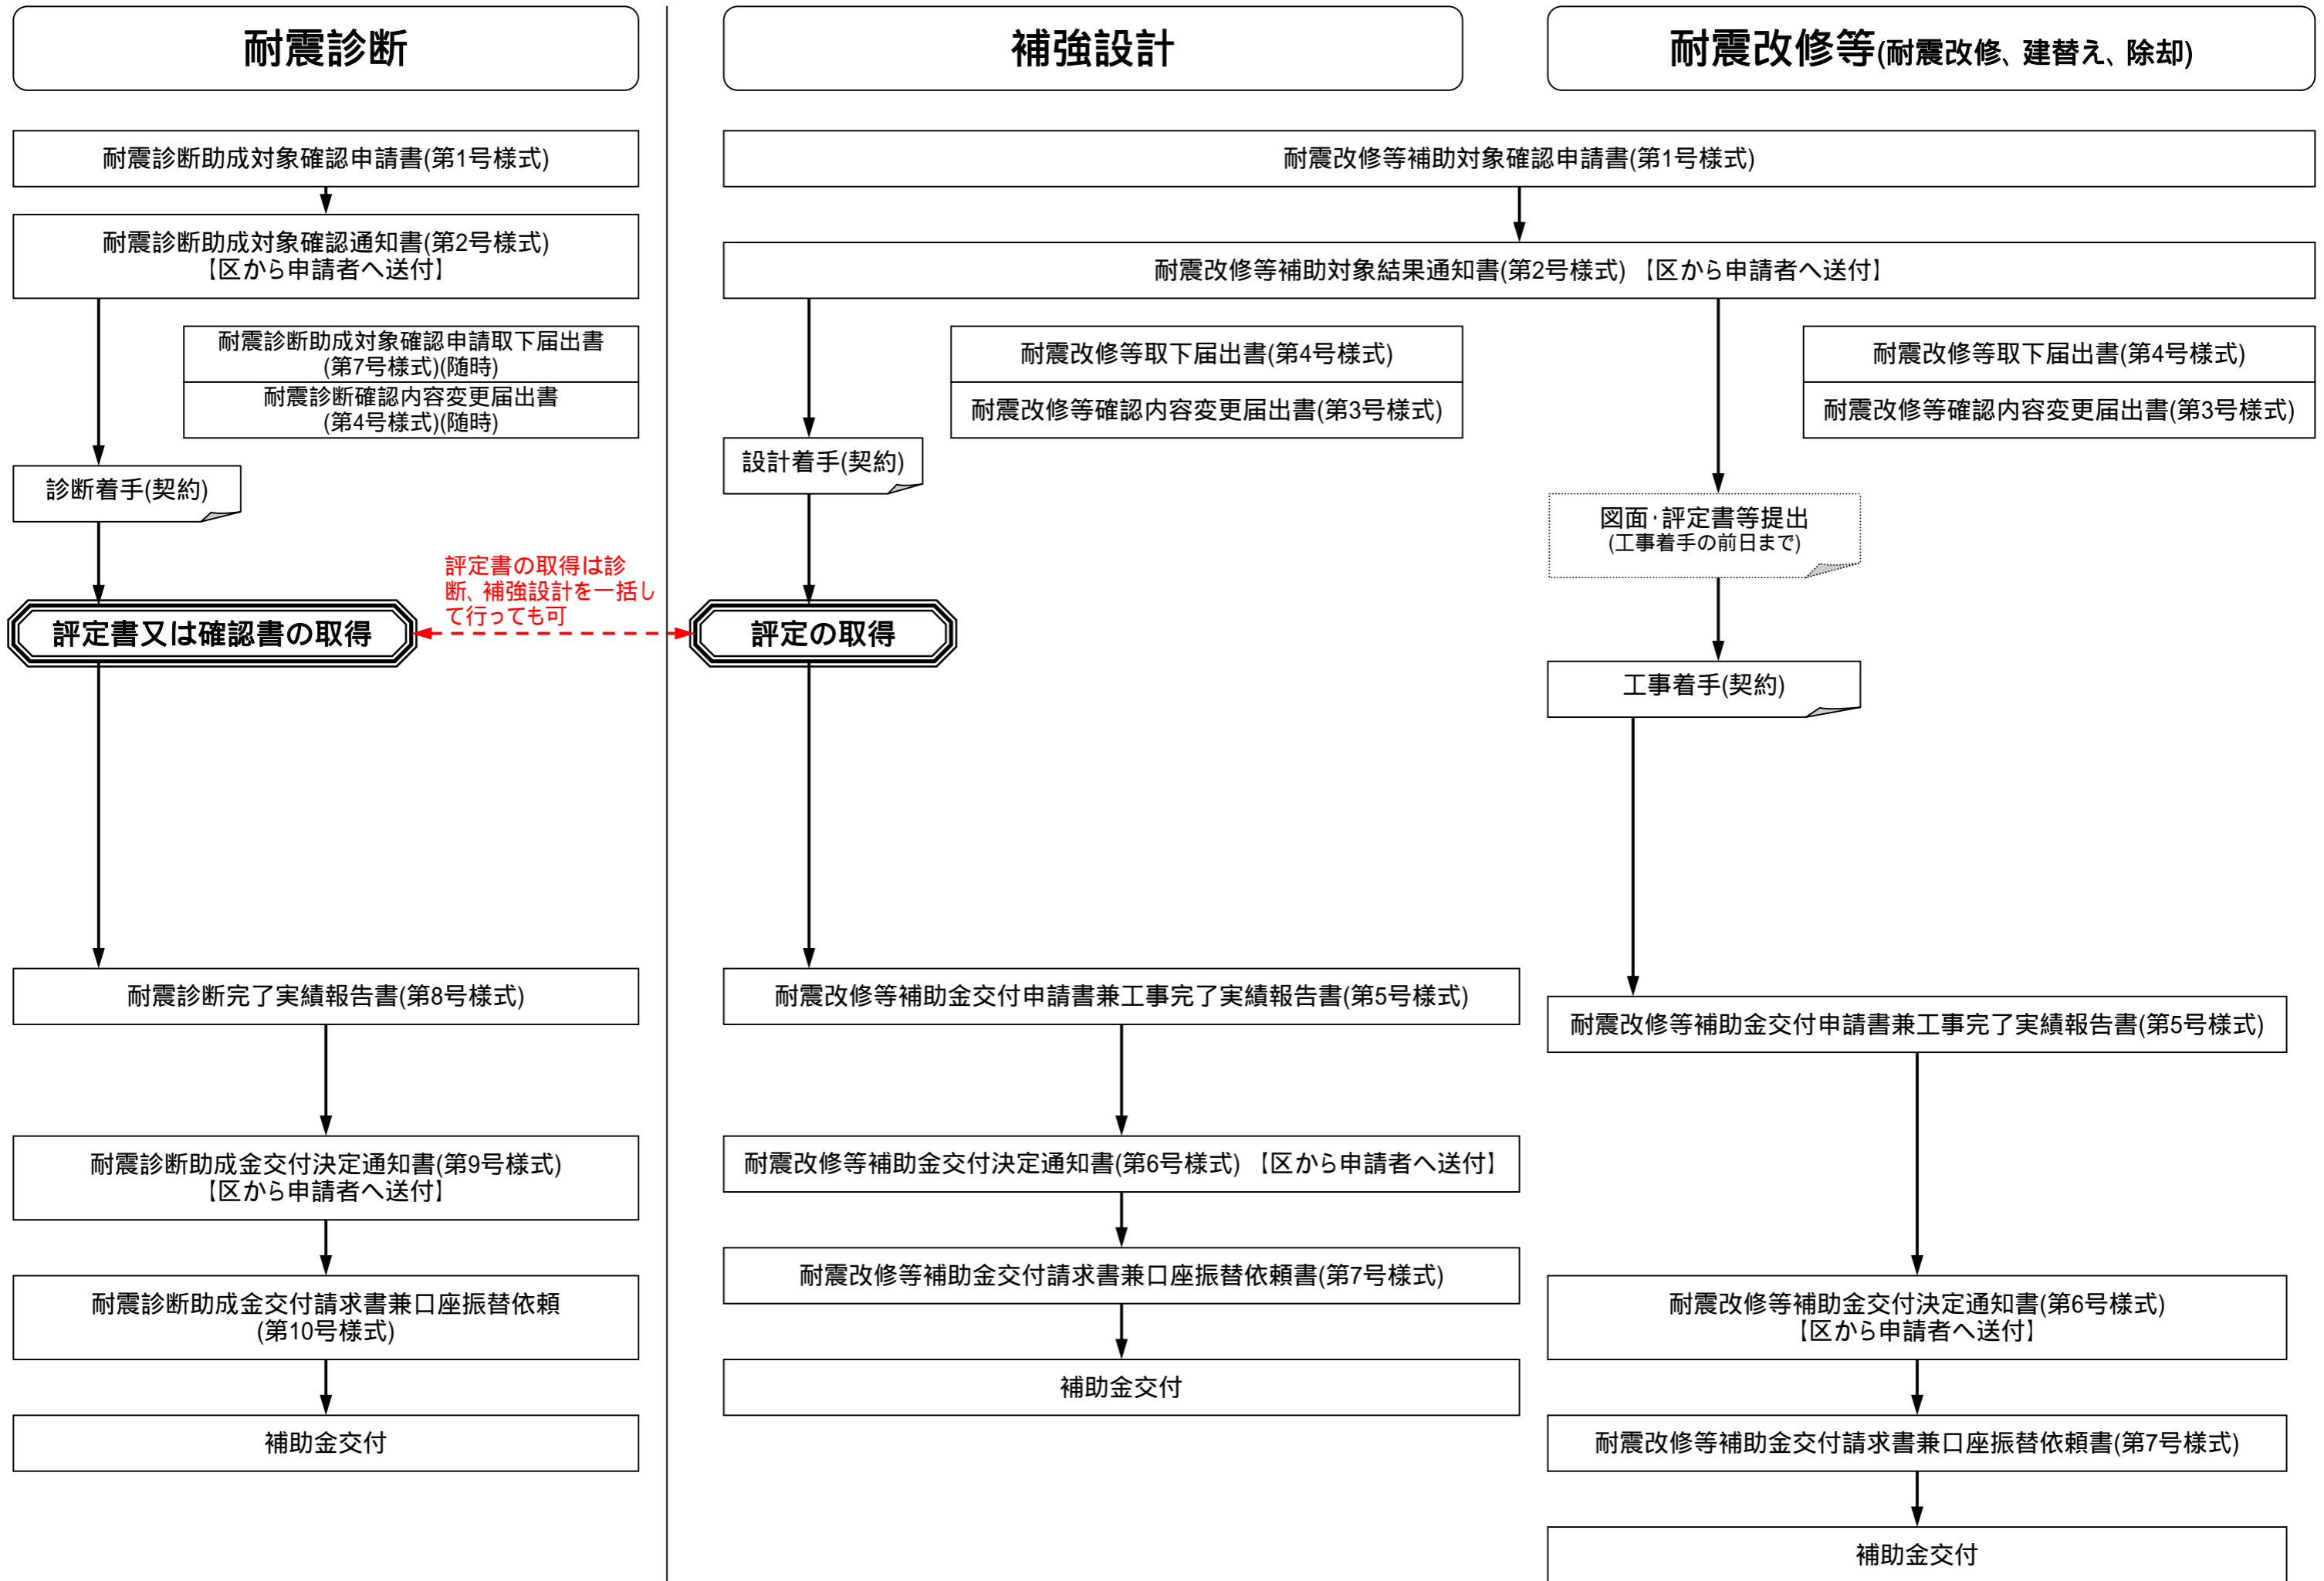 耐震診断
補強設計
耐震改修等(耐震改修、建替え、除却)
耐震診断助成対象確認申請書(第1号様式)
耐震診断助成対象確認通知書(第2号様式)
【区から申請者へ送付】
耐震診断助成対象確認申請取下届出書
(第7号様式)(随時)
耐震診断確認内容変更届出書
(第4号様式)(随時)
診断着手(契約)
評定書又は確認書の取得
評定書の取得は診
断、補強設計を一括し
て行っても可
耐震診断完了実績報告書(第8号様式)
耐震診断助成金交付決定通知書(第9号様式)
【区から申請者へ送付】
耐震診断助成金交付請求書兼口座振替依頼
(第10号様式)
補助金交付
耐震改修等補助対象確認申請書(第1号様式)
耐震改修等補助対象結果通知書(第2号様式)【区から申請者へ送付】
耐震改修等取下届出書(第4号様式)
耐震改修等確認内容変更届出書(第3号様式)
設計着手(契約)
評定の取得
耐震改修等補助金交付申請書兼工事完了実績報告書(第5号様式)
耐震改修等補助金交付決定通知書(第6号様式)【区から申請者へ送付】
耐震改修等補助金交付請求書兼口座振替依頼書(第7号様式)
補助金交付
耐震改修等取下届出書(第4号様式)
耐震改修等確認内容変更届出書(第3号様式)
図面・評定書等提出
(工事着手の前日まで)
工事着手(契約)
耐震改修等補助金交付申請書兼工事完了実績報告書(第5号様式)
耐震改修等補助金交付決定通知書(第6号様式)
【区から申請者へ送付】
耐震改修等補助金交付請求書兼口座振替依頼書(第7号様式)
補助金交付